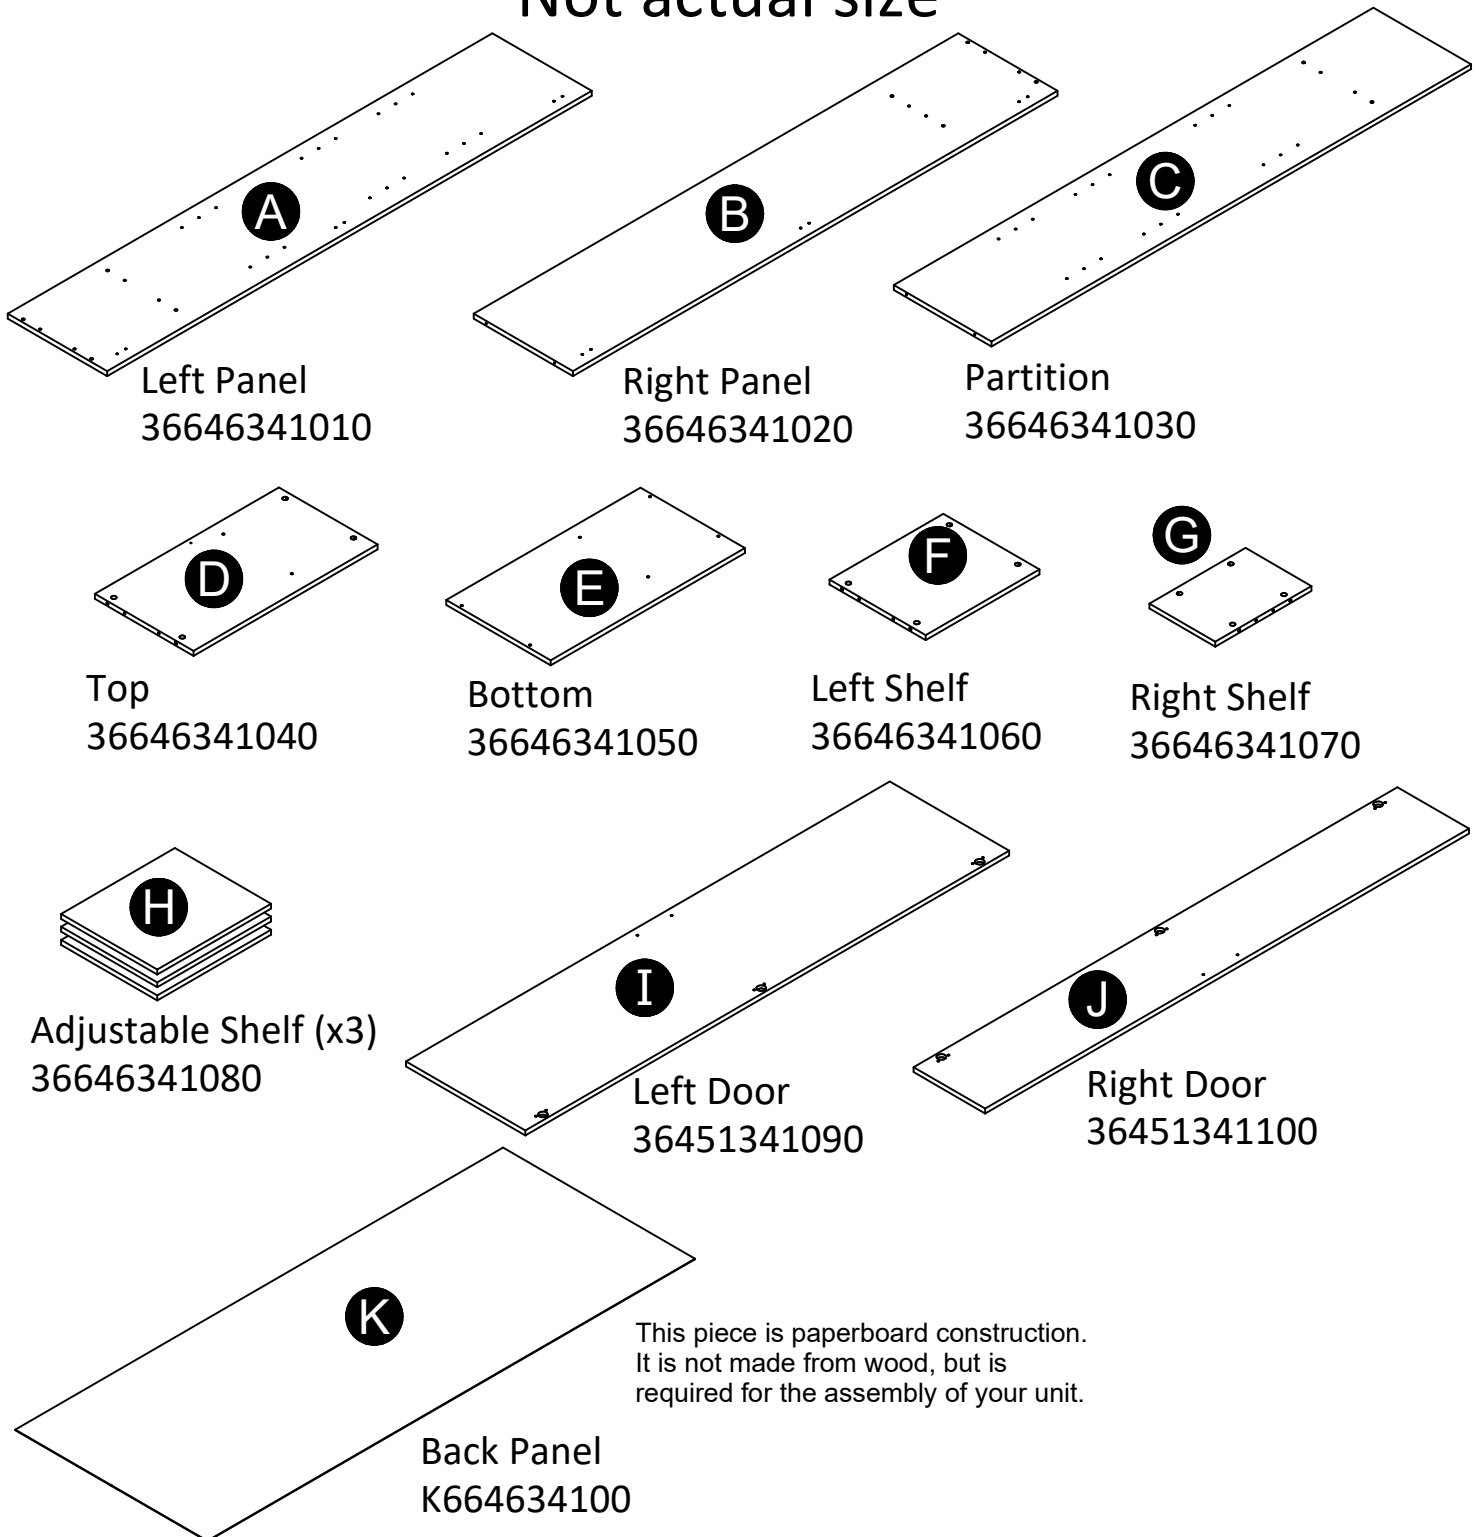 Not actual size
A
Left Panel
36646341010
B
Right Panel
36646341020
C
Partition
36646341030
D
Top
36646341040
E
Bottom
36646341050
F
Left Shelf
36646341060
G
Right Shelf
36646341070
H
Adjustable Shelf (x3)
36646341080
I
Left Door
36451341090
J
Right Door
36451341100
K
Back Panel
K664634100
This piece is paperboard construction.
It is not made from wood, but is
required for the assembly of your unit.